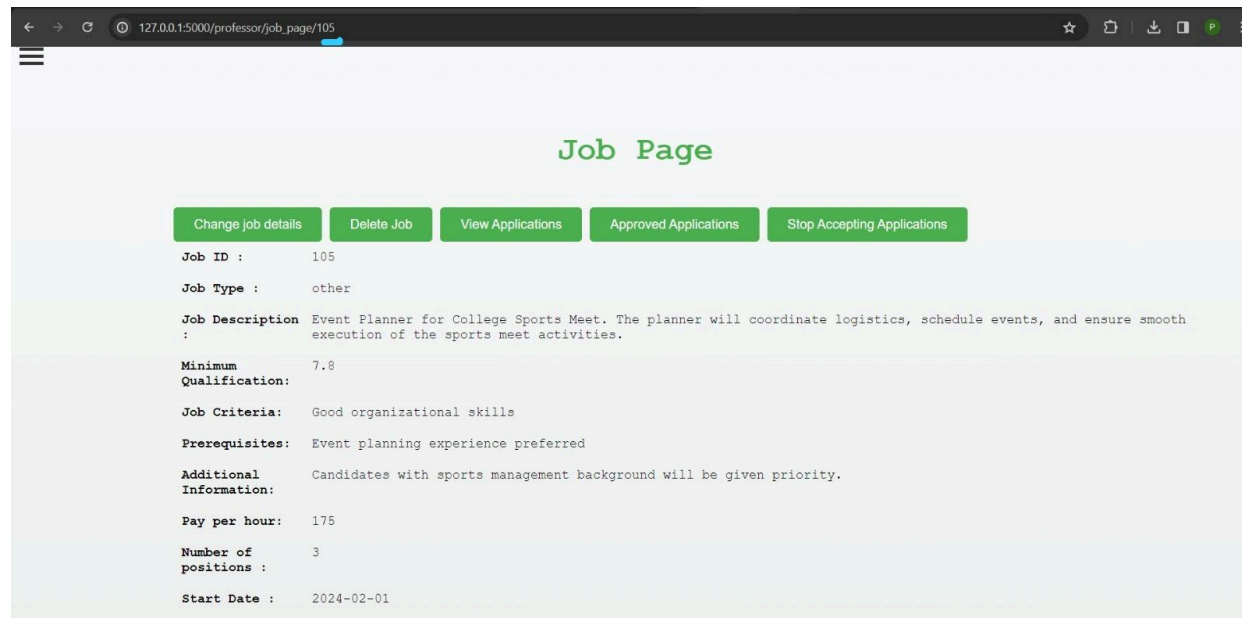 127.0.0.1:5000/professor/job_page/105
P
Job Page
Change job details Delete Job View Applications Approved Applications Stop Accepting Applications
Job ID : 105
Job Type : other
Job Description Event Planner for College Sports Meet. The planner will coordinate logistics, schedule events, and ensure smooth
: execution of the sports meet activities.
Minimum 7.8
Qualification:
Job Criteria: Good organizational skills
Prerequisites: Event planning experience preferred
Additional Candidates with sports management background will be given priority.
Information:
Pay per hour: 175
Number of 3
positions :
Start Date : 2024-02-01